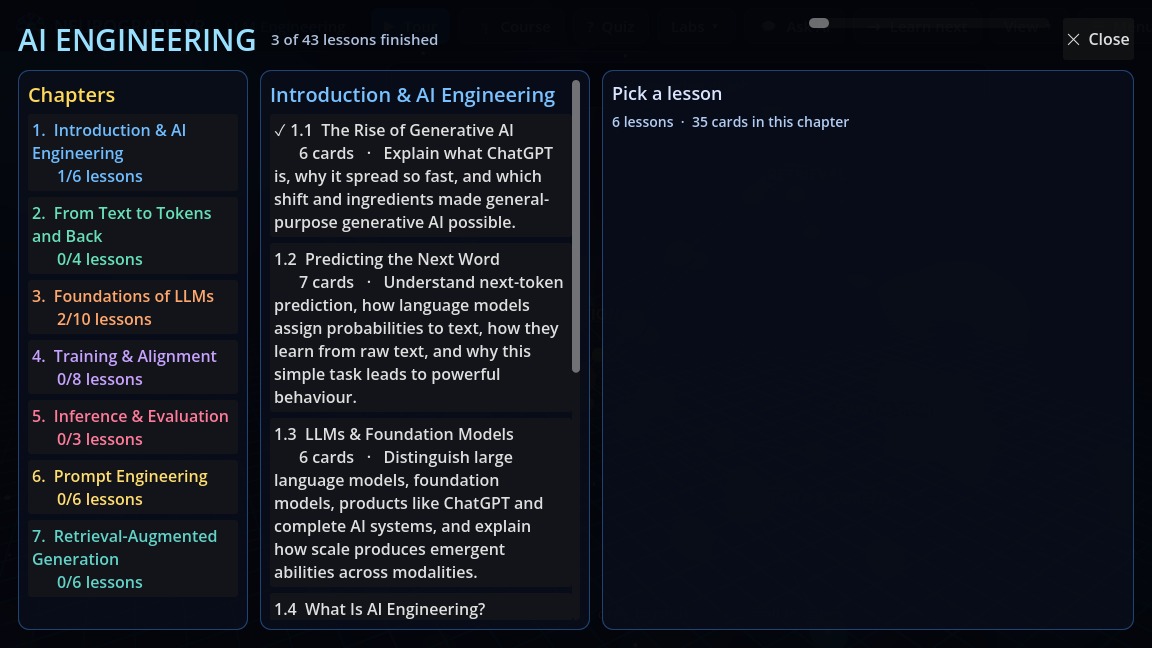 AI ENGINEERING
3 of 43 lessons finished
Close
Chapters
1. Introduction & AI
Engineering
1/6 lessons
2. From Text to Tokens
and Back
0/4 lessons
3. Foundations of LLMs
2/10 lessons
4. Training & Alignment
0/8 lessons
5. Inference & Evaluation
0/3 lessons
6. Prompt Engineering
0/6 lessons
7. Retrieval-Augmented
Generation
0/6 lessons
Introduction & AI Engineering
✓ 1.1 The Rise of Generative AI
6 cards · Explain what ChatGPT
is, why it spread so fast, and which
shift and ingredients made general-
purpose generative AI possible.
1.2 Predicting the Next Word
7 cards · Understand next-token
prediction, how language models
assign probabilities to text, how they
learn from raw text, and why this
simple task leads to powerful
behaviour.
1.3 LLMs & Foundation Models
6 cards · Distinguish large
language models, foundation
models, products like ChatGPT and
complete AI systems, and explain
how scale produces emergent
abilities across modalities.
1.4 What Is AI Engineering?
Pick a lesson
6 lessons · 35 cards in this chapter